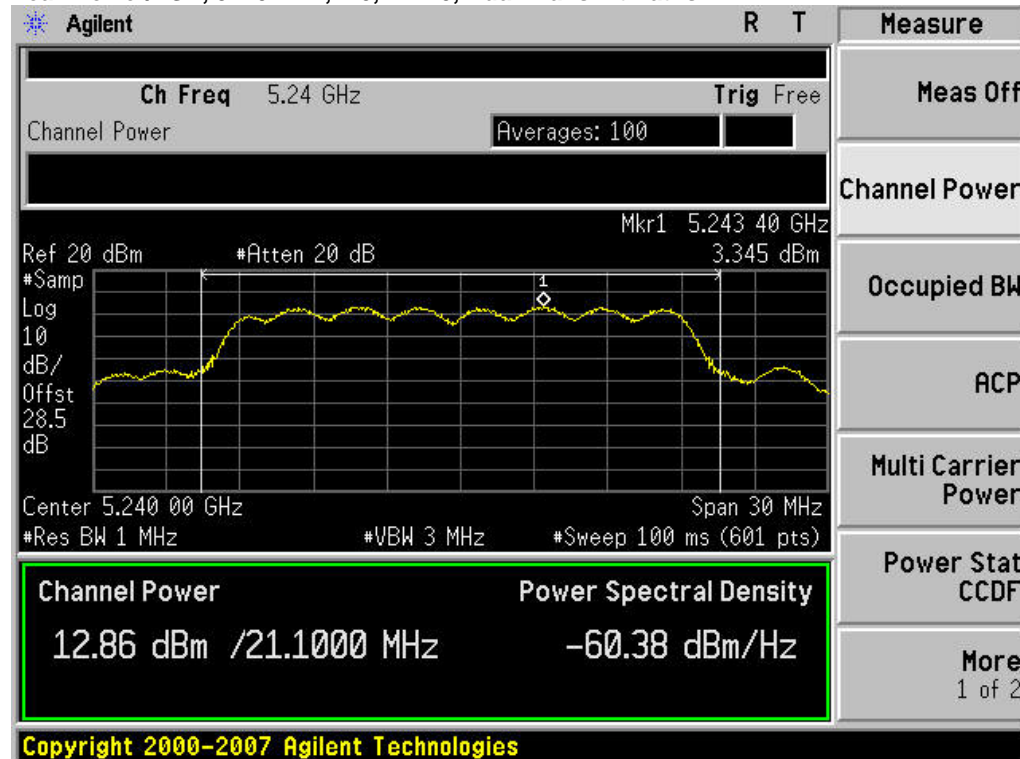 Agilent R T Measure
Ch Freq 5.24 GHz Trig Free
Meas Off
Channel Power Averages: 100
Channel Power
Mkr1 5.243 40 GHz
Ref 20 dBm #Atten 20 dB 3.345 dBm
#Samp
Log
10
dB/
Offst
28.5
dB
1
Occupied BW
ACP
Multi Carrier
Power
Center 5.240 00 GHz Span 30 MHz
#Res BW 1 MHz #VBW 3 MHz #Sweep 100 ms (601 pts)
Power Stat
CCDF
Channel Power Power Spectral Density
12.86 dBm /21.1000 MHz -60.38 dBm/Hz
More
1 of 2
Copyright 2000-2007 Agilent Technologies